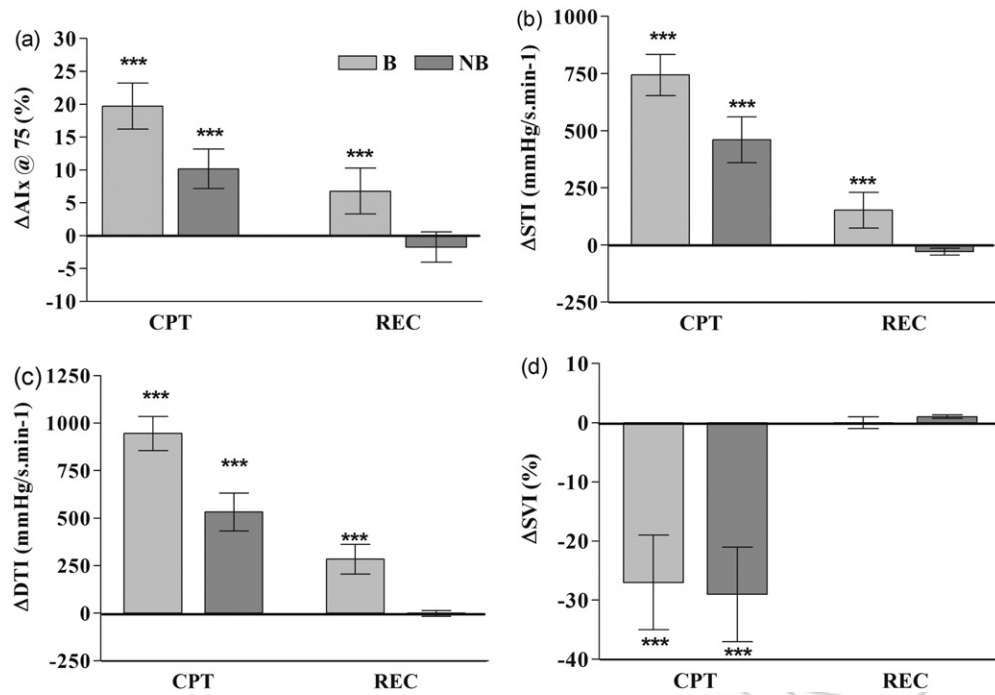 (a)
ΔAIx @ 75 (%)
30
25
20
15
10
5
0
-5
-10
***
***
***
B
NB
CPT
REC
(b)
ΔSTI (mmHg/s.min-1)
1000
750
500
250
0
-250
***
***
***
CPT
REC
(c)
ΔDTI (mmHg/s.min-1)
1250
1000
750
500
250
0
-250
***
***
***
CPT
REC
(d)
ΔSVI (%)
10
0
-10
-20
-30
-40
***
***
CPT
REC